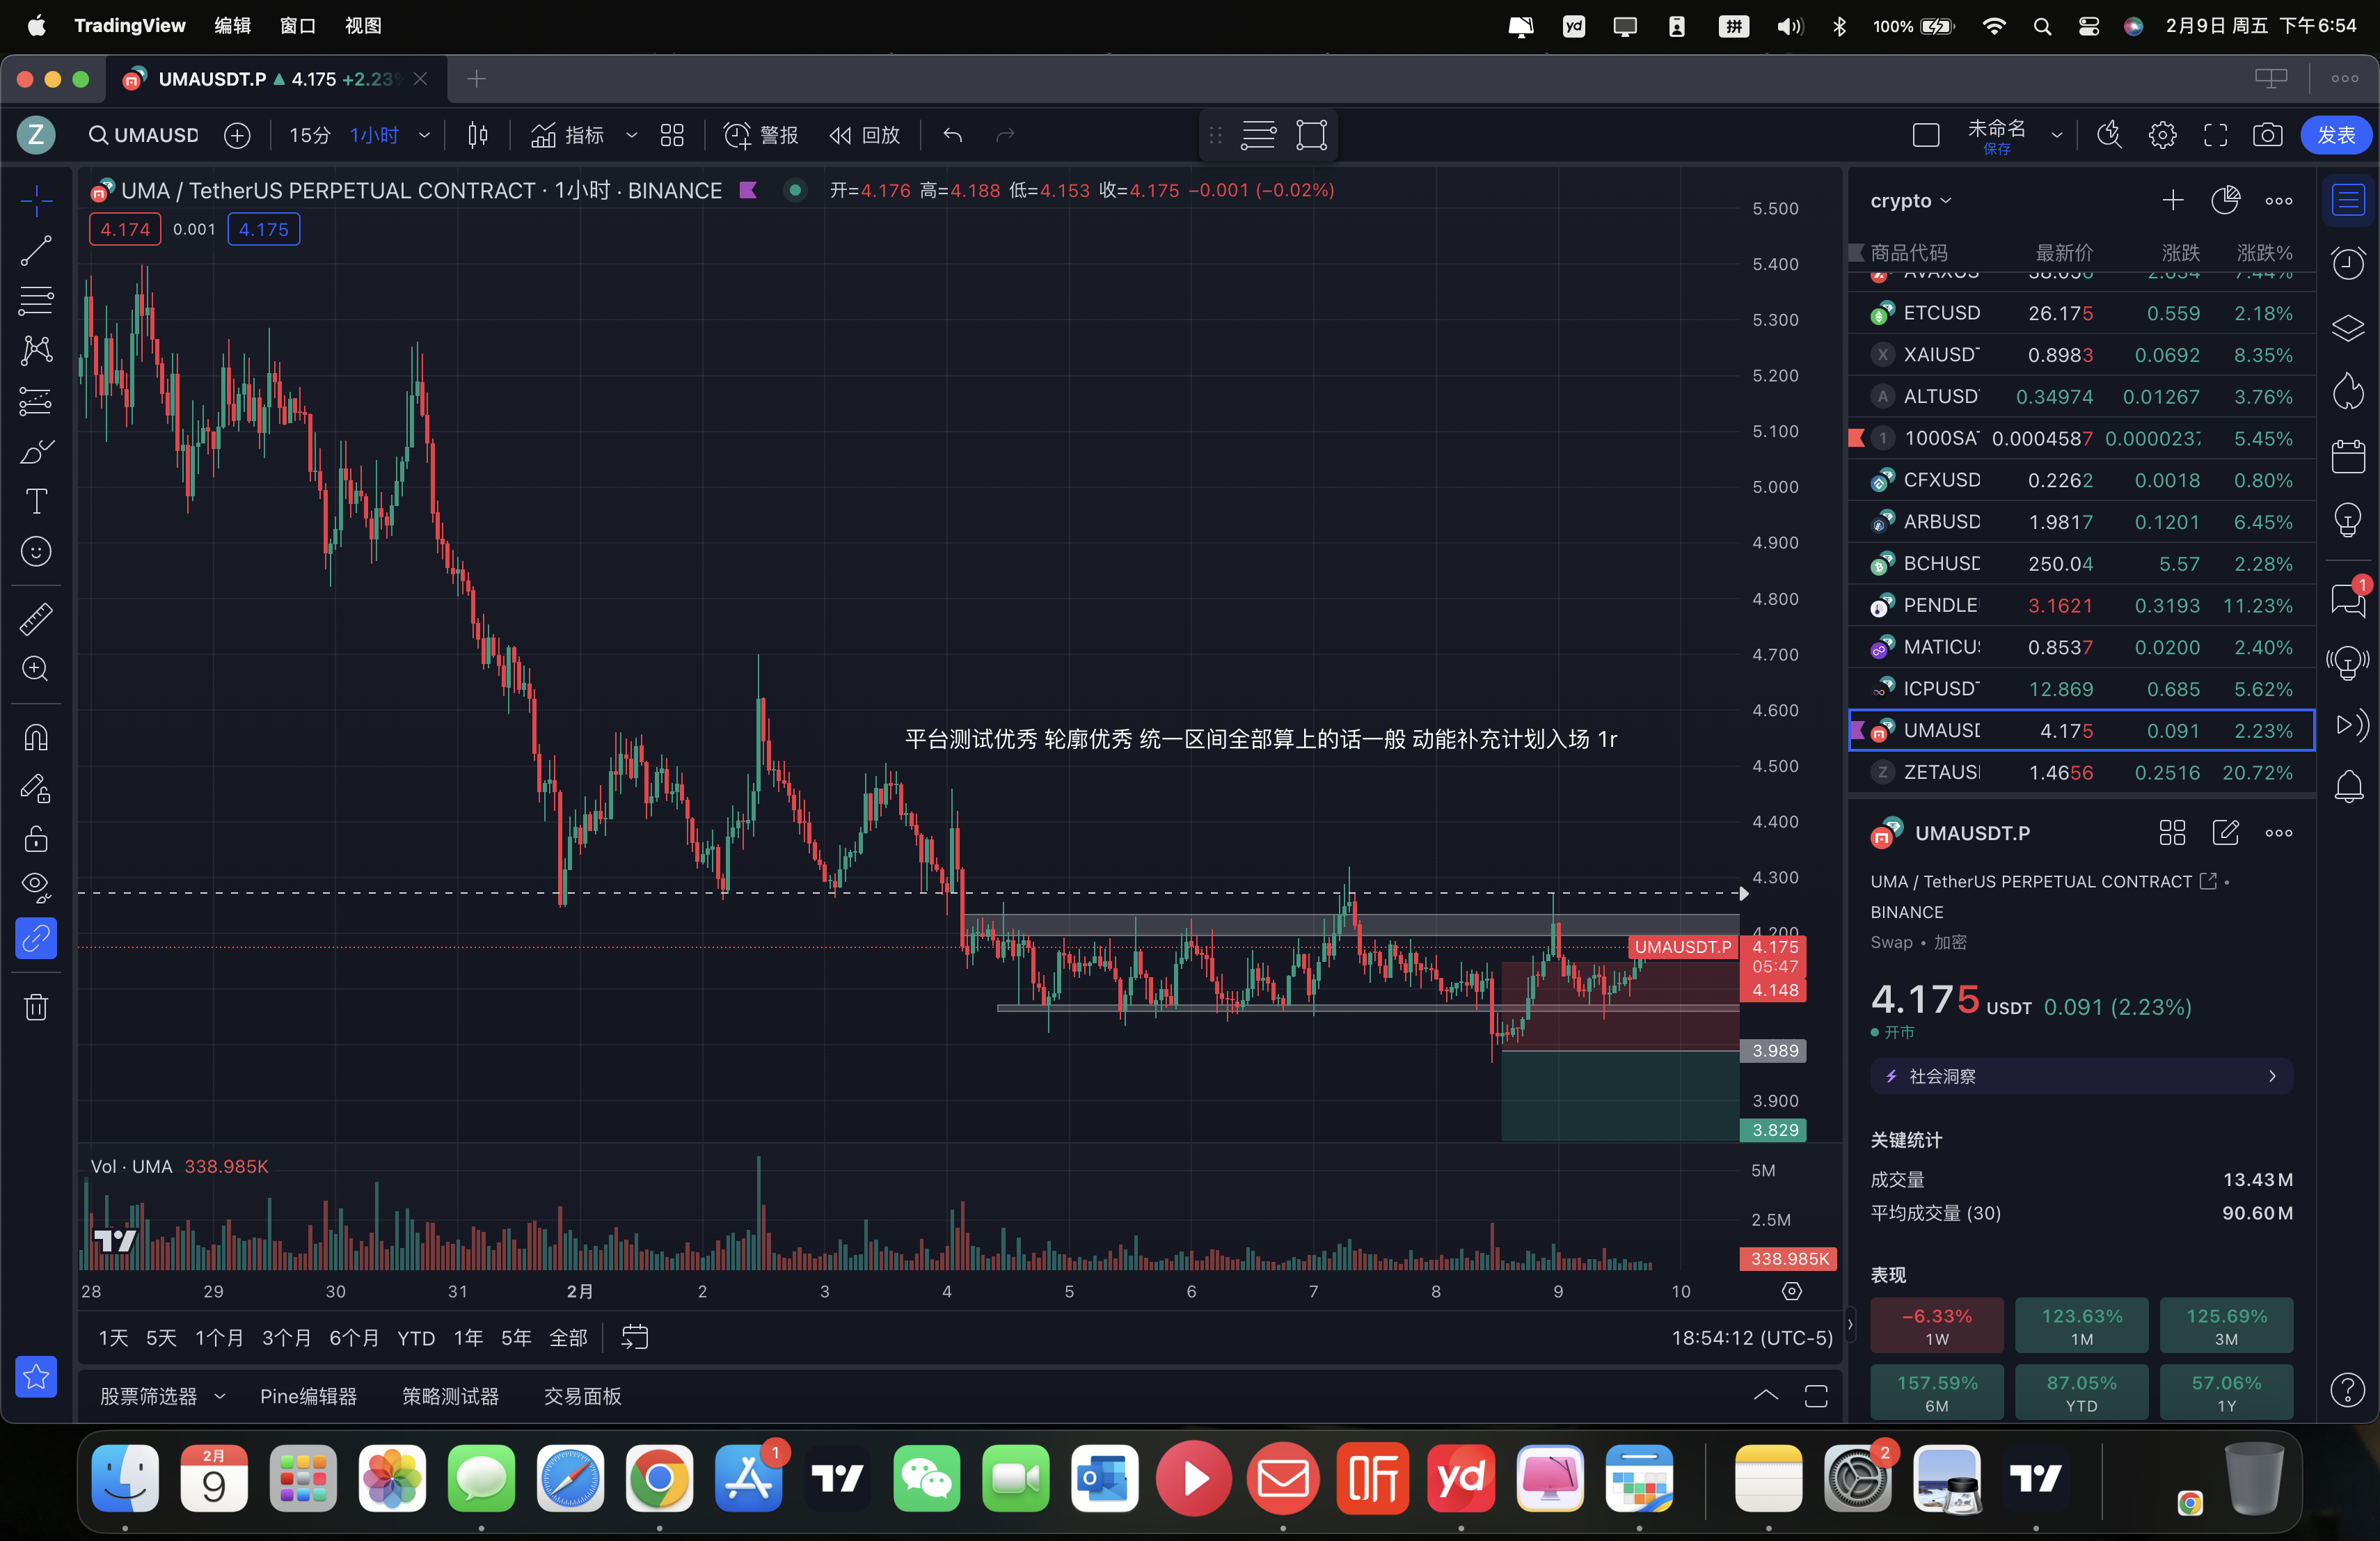 TradingView 编辑 窗口 视图
yd 拼 100% 2月9日 周五 下午6:54
UMAUSDT.P ▲ 4.175 +2.23%
Z UMAUSD 15分 1小时 指标 警报 回放 未命名 发表
保存
UMA / TetherUS PERPETUAL CONTRACT · 1小时 · BINANCE 开=4.176 高=4.188 低=4.153 收=4.175 −0.001 (−0.02%)
4.174 0.001 4.175
平台测试优秀 轮廓优秀 统一区间全部算上的话一般 动能补充计划入场 1r
5.500
5.400
5.300
5.200
5.100
5.000
4.900
4.800
4.700
4.600
4.500
4.400
4.300
4.200
UMAUSDT.P 4.175
05:47
4.148
3.989
3.900
3.829
Vol · UMA 338.985K
5M
2.5M
338.985K
28 29 30 31 2月 2 3 4 5 6 7 8 9 10
1天 5天 1个月 3个月 6个月 YTD 1年 5年 全部 18:54:12 (UTC-5)
股票筛选器 Pine编辑器 策略测试器 交易面板
crypto
商品代码 最新价 涨跌 涨跌%
AVAXUS 2.634 7.44%
ETCUSD 26.175 0.559 2.18%
X XAIUSDT 0.8983 0.0692 8.35%
A ALTUSD 0.34974 0.01267 3.76%
1 1000SA 0.0004587 0.0000237 5.45%
CFXUSD 0.2262 0.0018 0.80%
ARBUSD 1.9817 0.1201 6.45%
BCHUSD 250.04 5.57 2.28%
PENDLE 3.1621 0.3193 11.23%
MATICUS 0.8537 0.0200 2.40%
ICPUSDT 12.869 0.685 5.62%
UMAUSD 4.175 0.091 2.23%
Z ZETAUS 1.4656 0.2516 20.72%
UMAUSDT.P
UMA / TetherUS PERPETUAL CONTRACT •
BINANCE
Swap • 加密
4.175 USDT 0.091 (2.23%)
开市
社会洞察
关键统计
成交量 13.43M
平均成交量 (30) 90.60M
表现
−6.33% 123.63% 125.69%
1W 1M 3M
157.59% 87.05% 57.06%
6M YTD 1Y
1
2月
9
1
听
yd
2